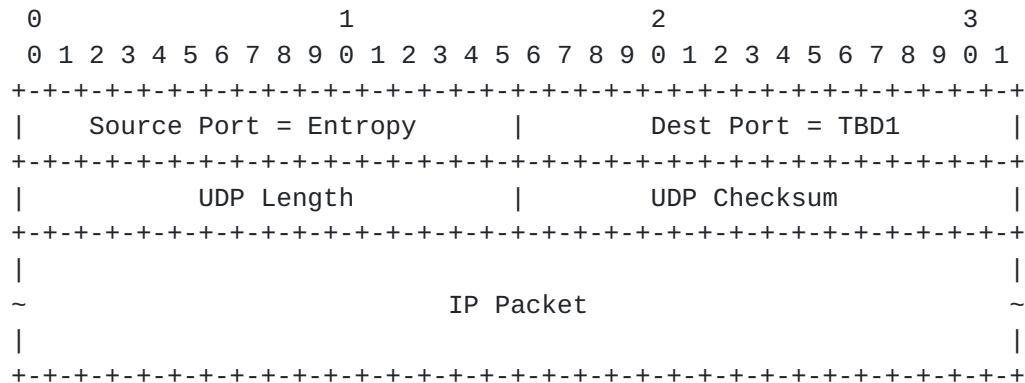 0                   1                   2                   3
 0 1 2 3 4 5 6 7 8 9 0 1 2 3 4 5 6 7 8 9 0 1 2 3 4 5 6 7 8 9 0 1
+-+-+-+-+-+-+-+-+-+-+-+-+-+-+-+-+-+-+-+-+-+-+-+-+-+-+-+-+-+-+-+-+
|    Source Port = Entropy      |        Dest Port = TBD1       |
+-+-+-+-+-+-+-+-+-+-+-+-+-+-+-+-+-+-+-+-+-+-+-+-+-+-+-+-+-+-+-+-+
|           UDP Length          |        UDP Checksum           |
+-+-+-+-+-+-+-+-+-+-+-+-+-+-+-+-+-+-+-+-+-+-+-+-+-+-+-+-+-+-+-+-+
|                                                               |
~                           IP Packet                           ~
|                                                               |
+-+-+-+-+-+-+-+-+-+-+-+-+-+-+-+-+-+-+-+-+-+-+-+-+-+-+-+-+-+-+-+-+